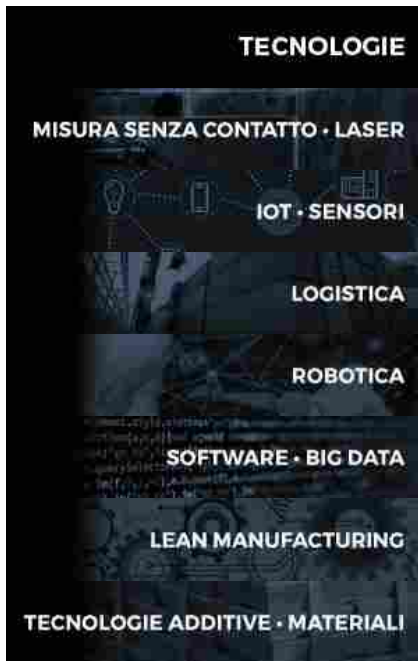 TECNOLOGIE
MISURA SENZA CONTATTO • LASER
IOT • SENSORI
LOGISTICA
ROBOTICA
SOFTWARE • BIG DATA
LEAN MANUFACTURING
TECNOLOGIE ADDITIVE • MATERIALI